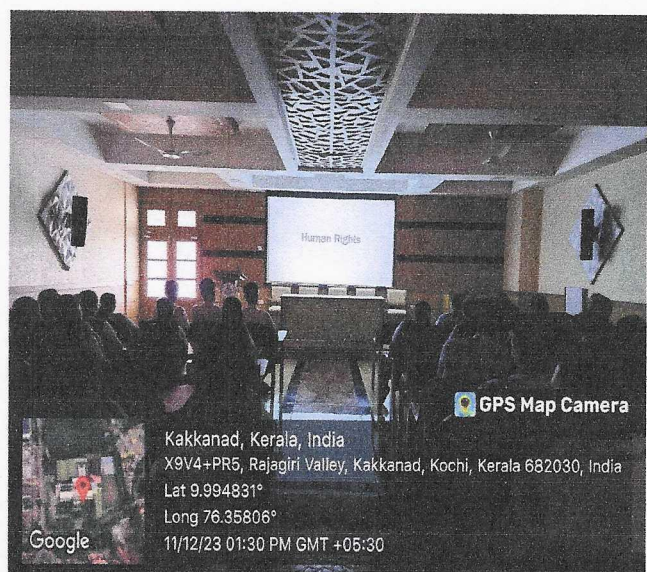 Human Rights
GPS Map Camera
Kakkanad, Kerala, India
X9V4+PR5, Rajagiri Valley, Kakkanad, Kochi, Kerala 682030, India
Lat 9.994831°
Long 76.35806°
11/12/23 01:30 PM GMT +05:30
Google